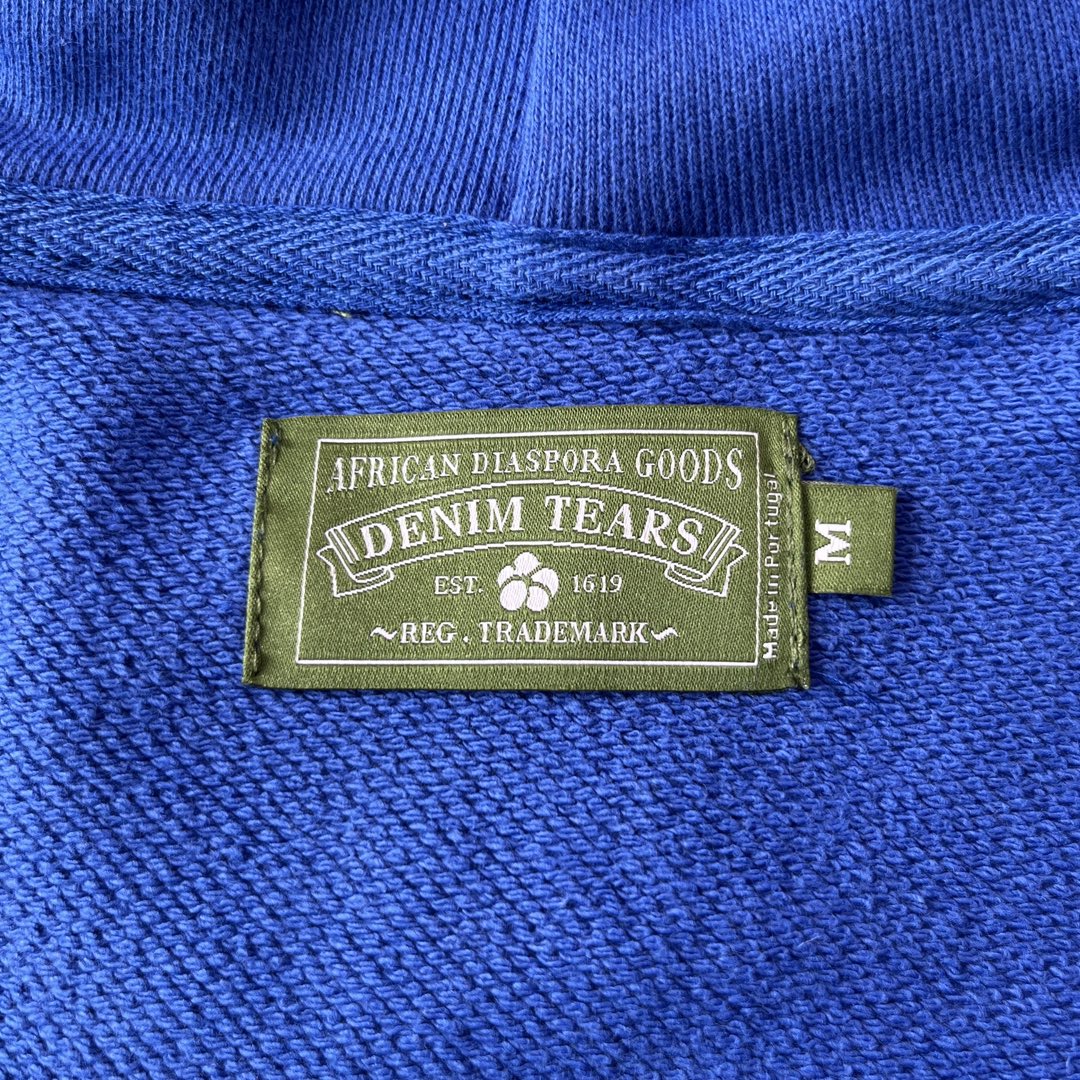 AFRICAN DIASPORA GOODS
DENIM TEARS
EST. 1619
~REG. TRADEMARK~
Made in Portugal
M